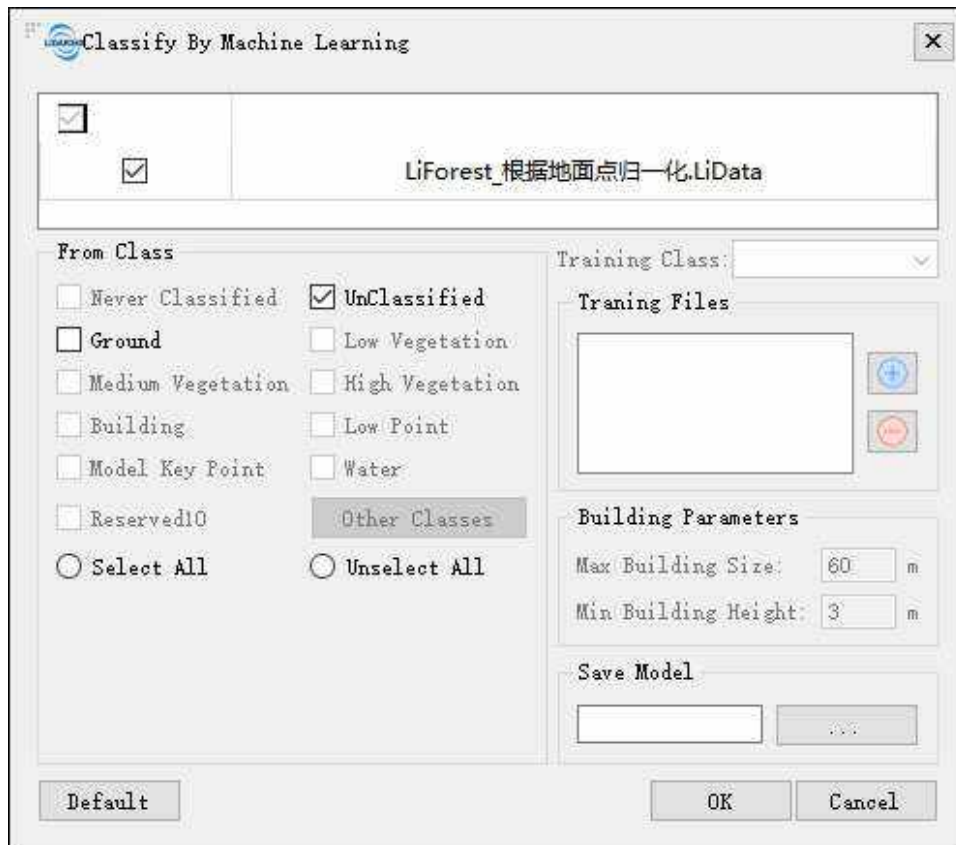 Classify By Machine Learning
LiForest_根据地面点归一化.LiData
From Class
Never Classified
UnClassified
Ground
Low Vegetation
Medium Vegetation
High Vegetation
Building
Low Point
Model Key Point
Water
Reserved10
Other Classes
Select All
Unselect All
Training Class:
Traning Files
Building Parameters
Max Building Size: 60 m
Min Building Height: 3 m
Save Model
...
Default
OK
Cancel